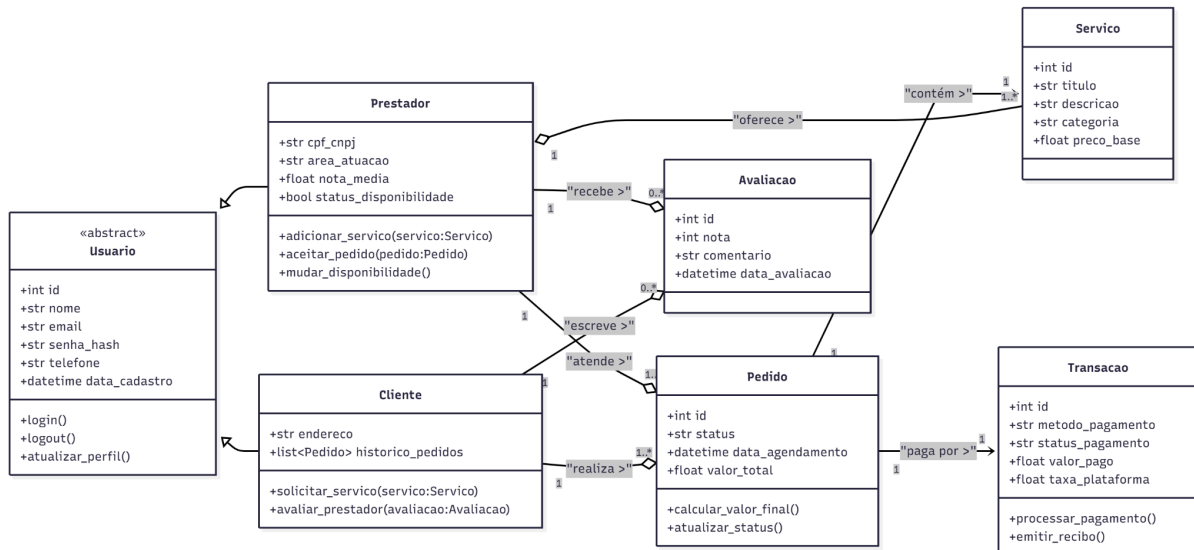 Servico
+int id
+str titulo
+str descricao
+str categoria
+float preco_base
"contém >"
1
1..*
Prestador
+str cpf_cnpj
+str area_atuacao
+float nota_media
+bool status_disponibilidade
+adicionar_servico(servico:Servico)
+aceitar_pedido(pedido:Pedido)
+mudar_disponibilidade()
"oferece >"
1
Avaliacao
+int id
+int nota
+str comentario
+datetime data_avaliacao
"recebe >"
0..*
1
«abstract»
Usuario
+int id
+str nome
+str email
+str senha_hash
+str telefone
+datetime data_cadastro
+login()
+logout()
+atualizar_perfil()
0..*
1
"escreve >"
"atende >"
1
1..
1
Cliente
+str endereco
+list<Pedido> historico_pedidos
+solicitar_servico(servico:Servico)
+avaliar_prestador(avaliacao:Avaliacao)
Pedido
+int id
+str status
+datetime data_agendamento
+float valor_total
+calcular_valor_final()
+atualizar_status()
1..*
"realiza >"
1
"paga por >"
1
1
Transacao
+int id
+str metodo_pagamento
+str status_pagamento
+float valor_pago
+float taxa_plataforma
+processar_pagamento()
+emitir_recibo()